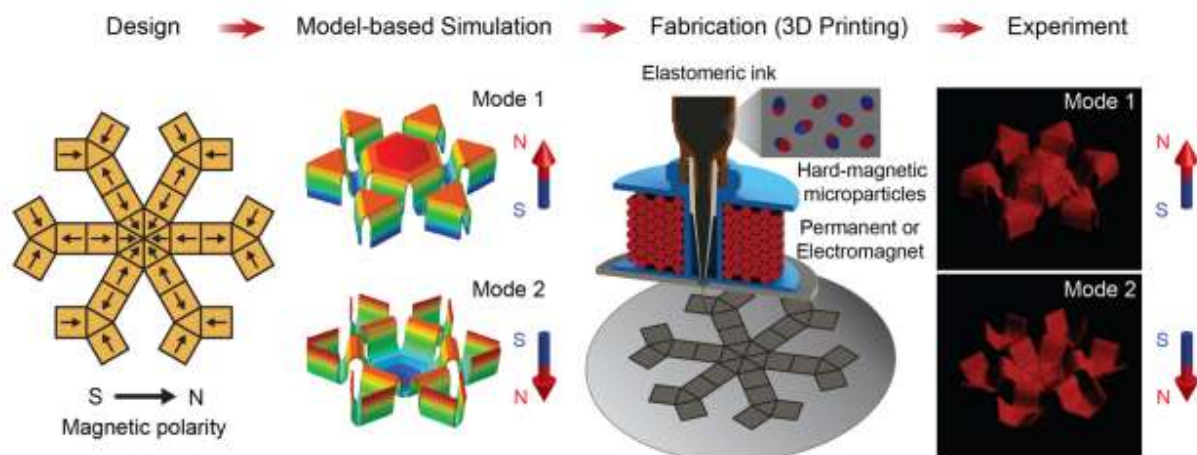 Design
Model-based Simulation
Fabrication (3D Printing)
Experiment
S N
Magnetic polarity
Mode 1
N
S
Mode 2
S
N
Elastomeric ink
Hard-magnetic
microparticles
Permanent or
Electromagnet
Mode 1
N
S
Mode 2
S
N